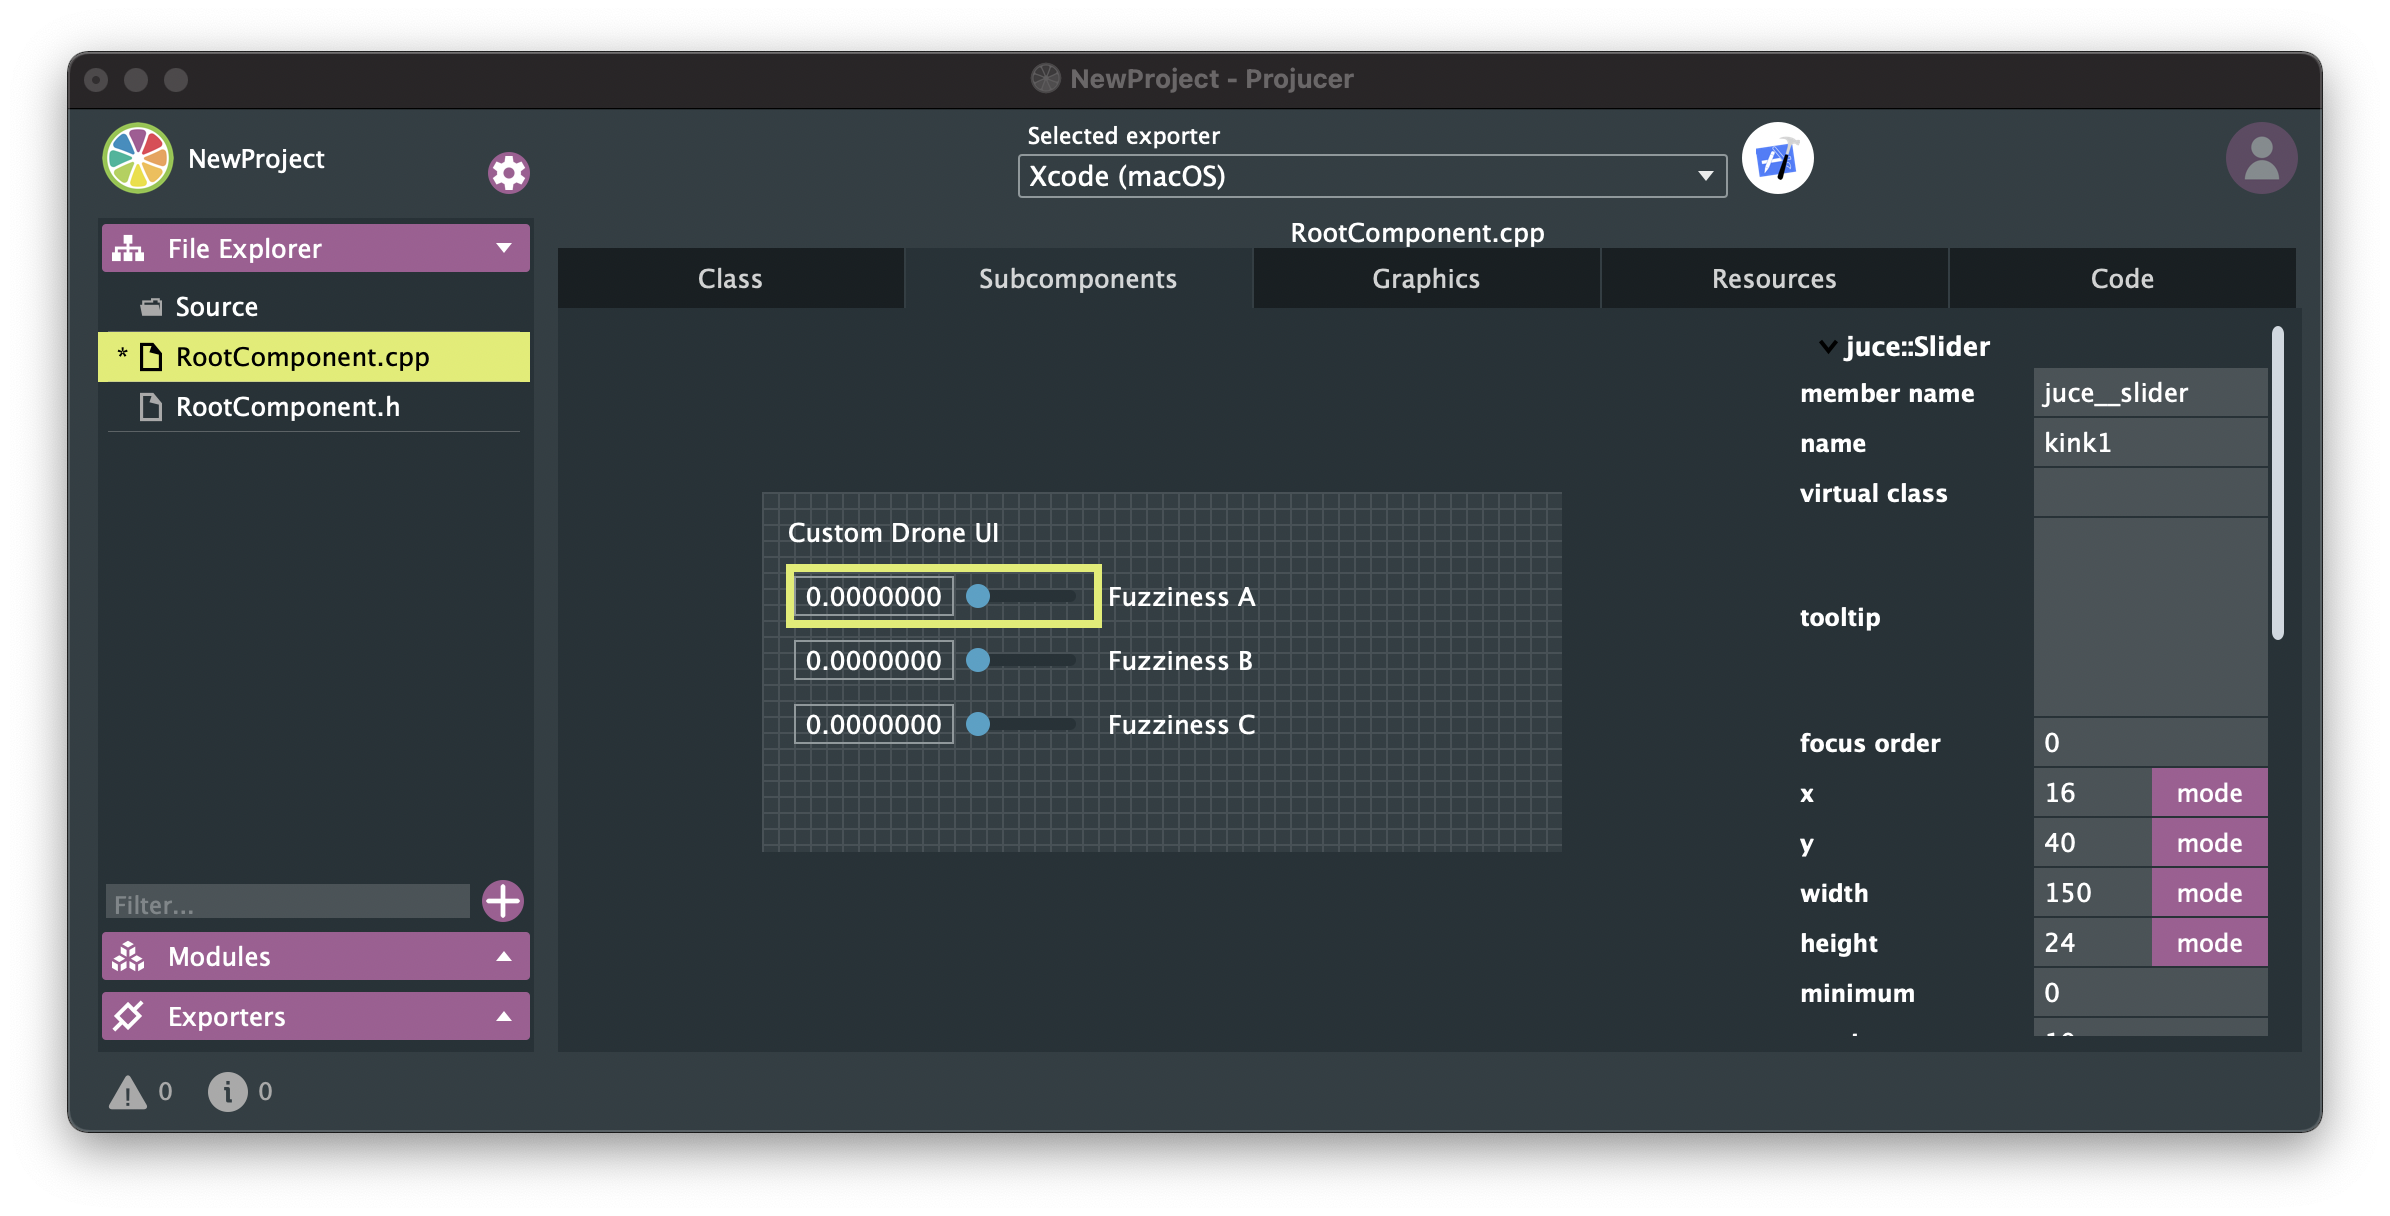 NewProject - Projucer
NewProject
Selected exporter
Xcode (macOS)
RootComponent.cpp
File Explorer
Source
* RootComponent.cpp
RootComponent.h
Filter...
Modules
Exporters
0
0
Class
Subcomponents
Graphics
Resources
Code
Custom Drone UI
0.0000000 Fuzziness A
0.0000000 Fuzziness B
0.0000000 Fuzziness C
juce::Slider
member name juce__slider
name kink1
virtual class
tooltip
focus order 0
x 16 mode
y 40 mode
width 150 mode
height 24 mode
minimum 0